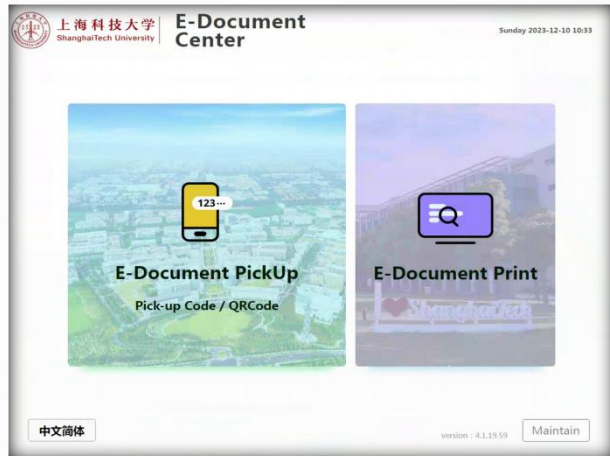 上海科技大学
ShanghaiTech University
E-Document
Center
Sunday 2023-12-10 10:33
123...
E-Document PickUp
Pick-up Code / QRCode
E-Document Print
ShanghaiTech
中文简体
version : 4.1.19.59
Maintain